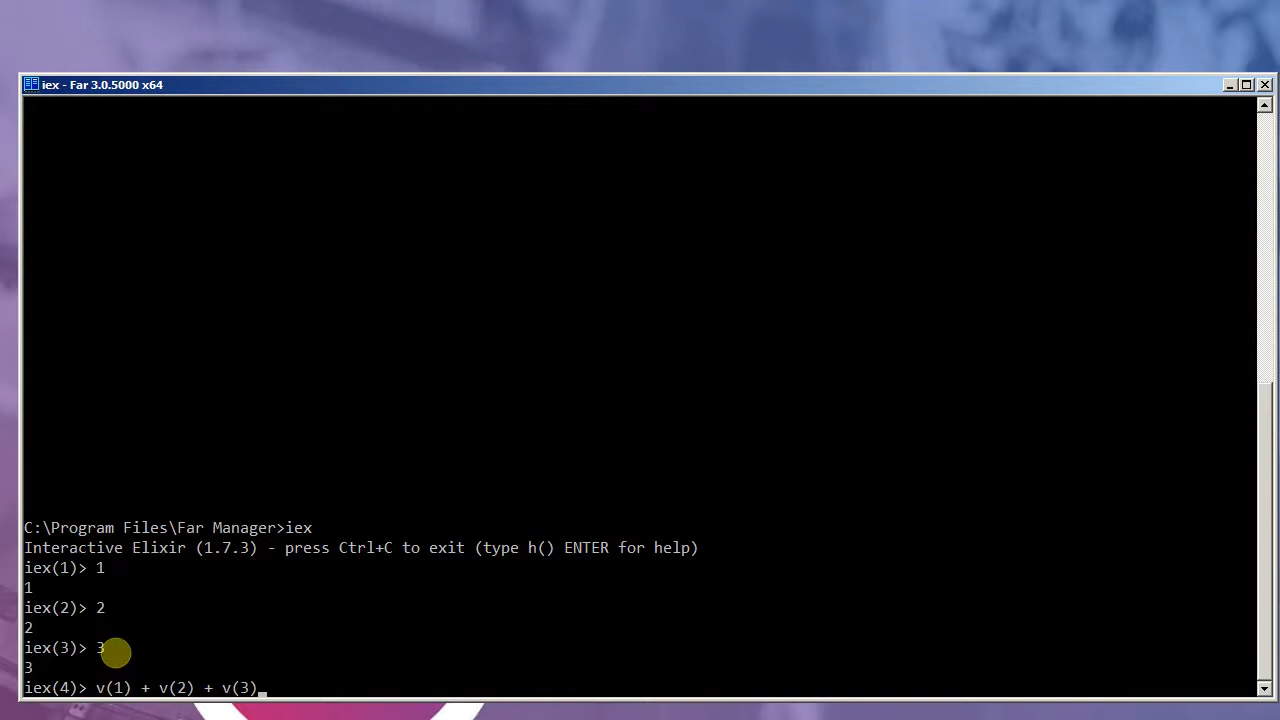 iex - Far 3.0.5000 x64
C:\Program Files\Far Manager>iex
Interactive Elixir (1.7.3) - press Ctrl+C to exit (type h() ENTER for help)
iex(1)> 1
1
iex(2)> 2
2
iex(3)> 3
3
iex(4)> v(1) + v(2) + v(3)